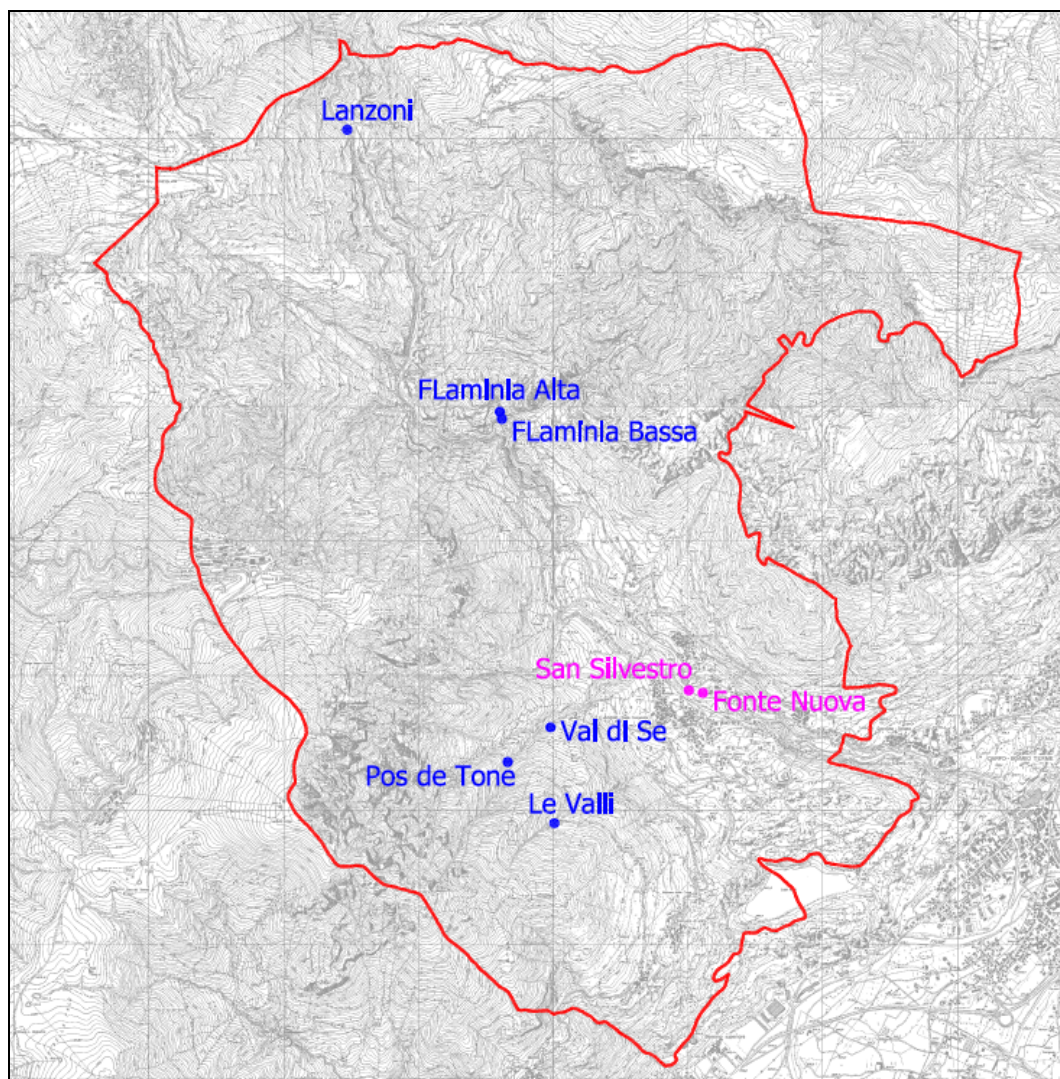 Lanzoni
FLaminia Alta
FLaminia Bassa
San Silvestro
Fonte Nuova
Val di Se
Pos de Tone
Le Valli